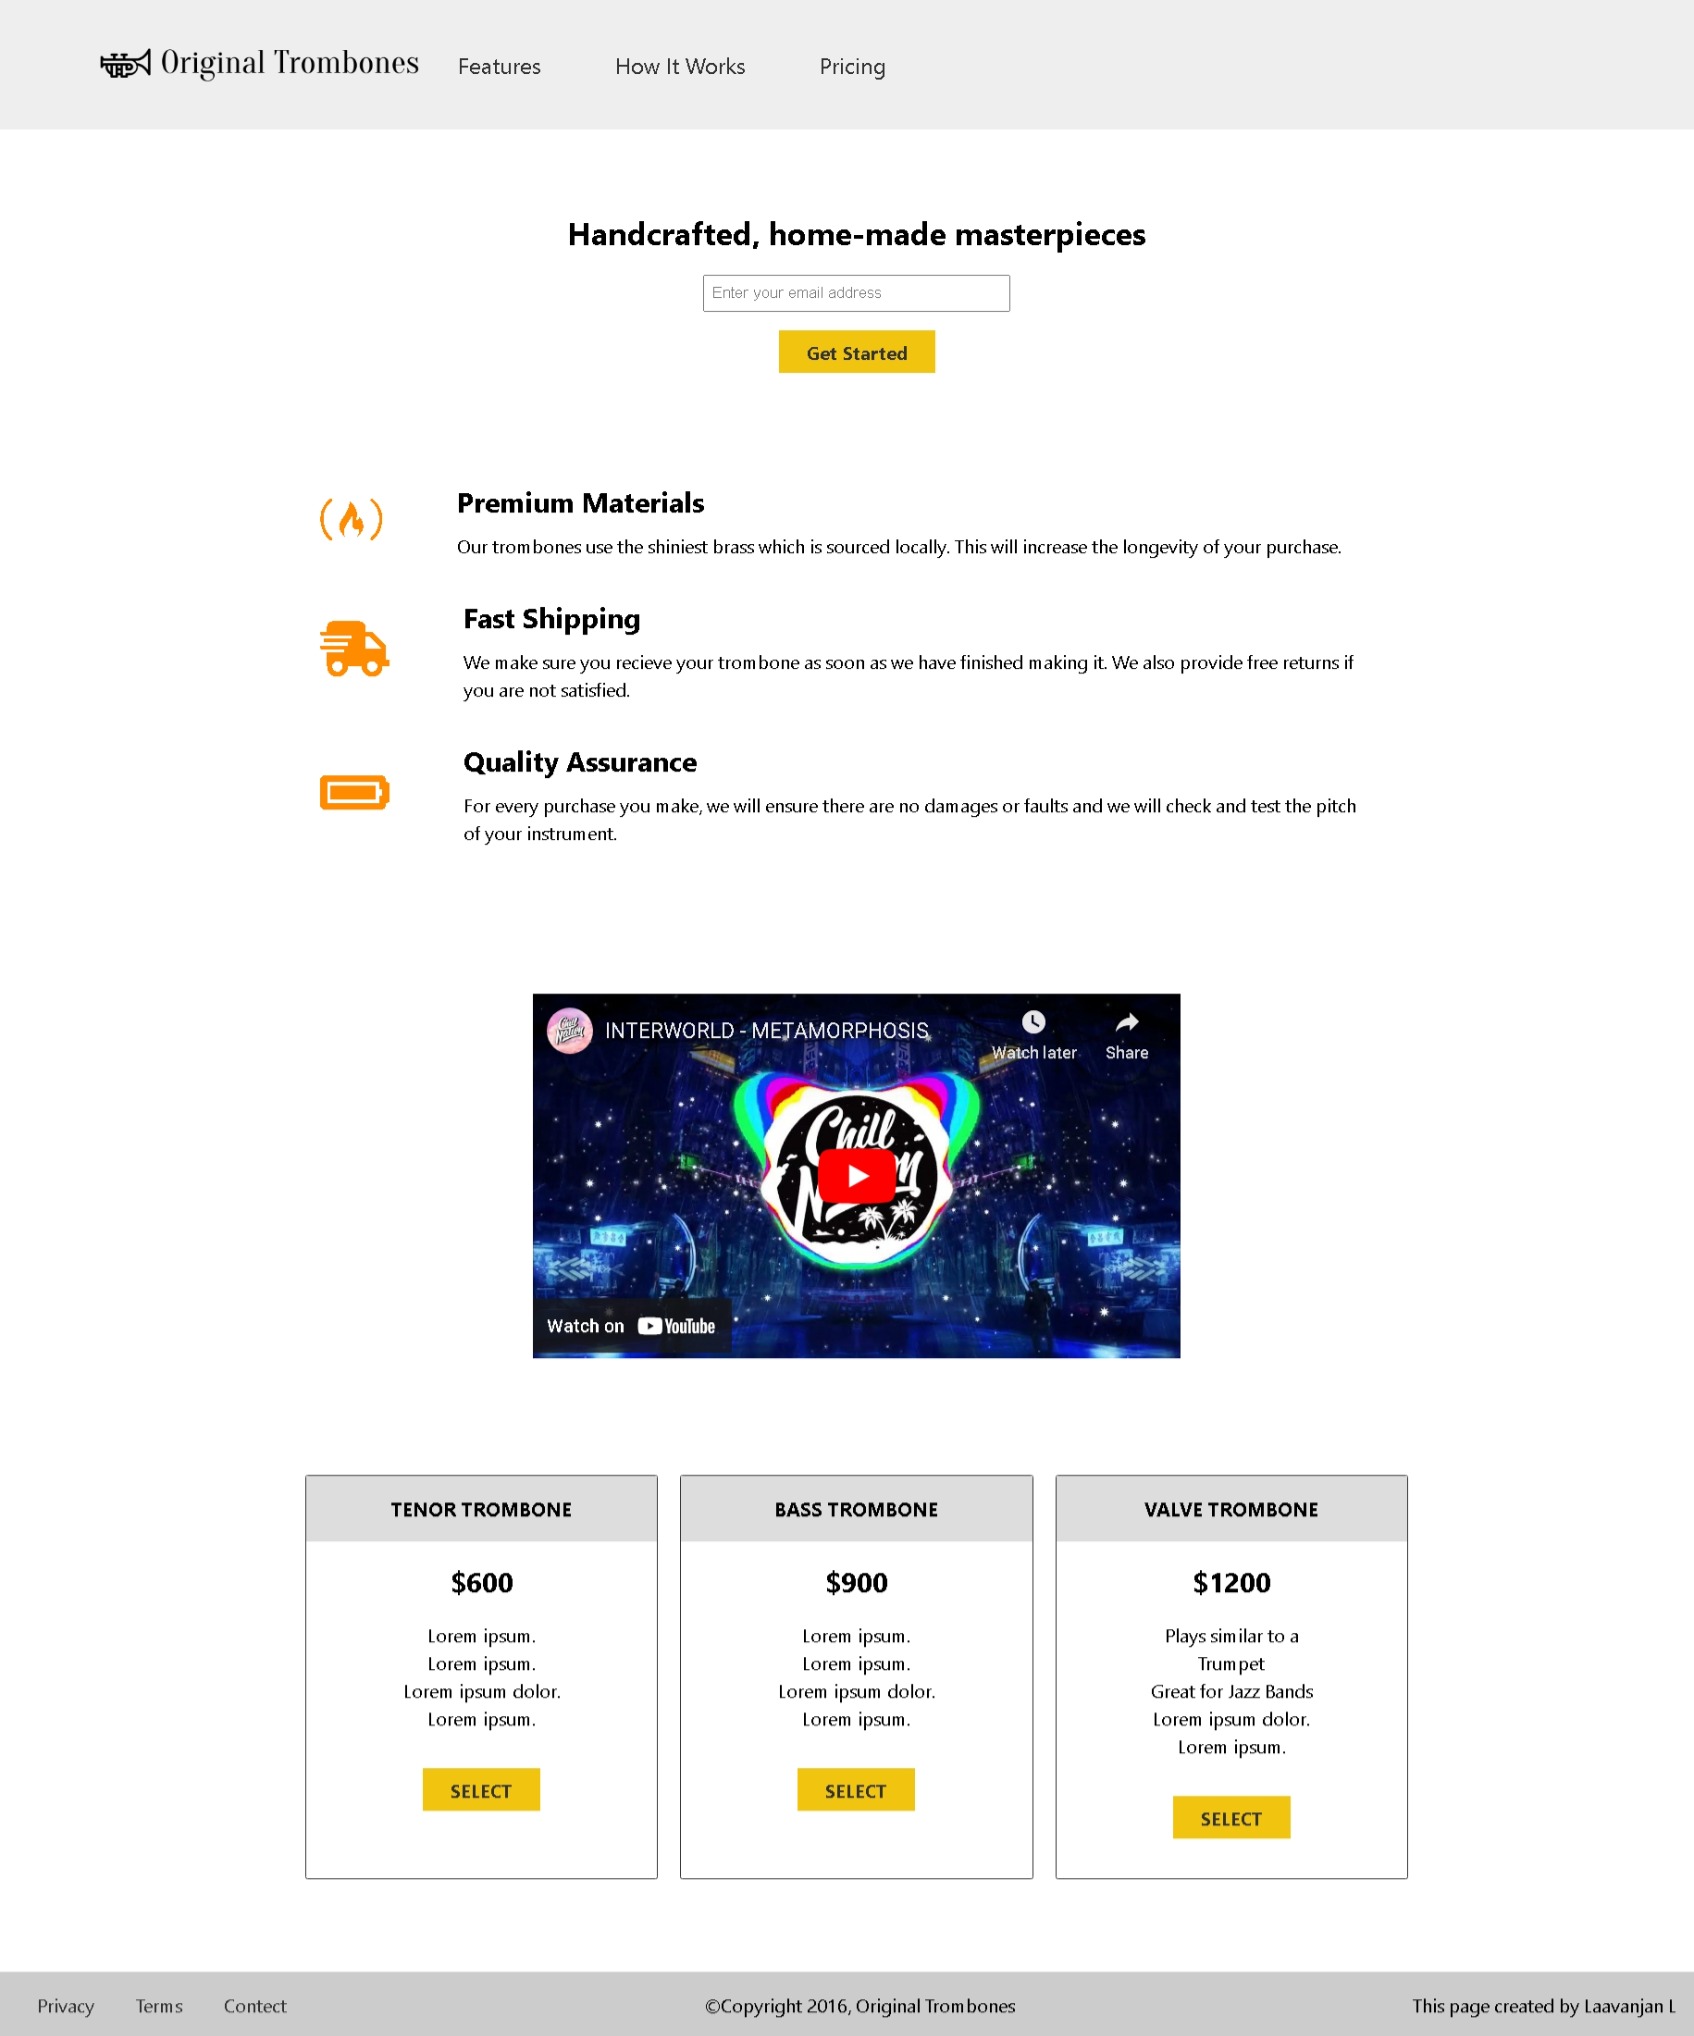 Original Trombones
Features
How It Works
Pricing
Handcrafted, home-made masterpieces
Enter your email address
Get Started
Premium Materials
Our trombones use the shiniest brass which is sourced locally. This will increase the longevity of your purchase.
Fast Shipping
We make sure you recieve your trombone as soon as we have finished making it. We also provide free returns if
you are not satisfied.
Quality Assurance
For every purchase you make, we will ensure there are no damages or faults and we will check and test the pitch
of your instrument.
INTERWORLD - METAMORPHOSIS
Watch later
Share
Chill
Watch on YouTube
TENOR TROMBONE
$600
Lorem ipsum.
Lorem ipsum.
Lorem ipsum dolor.
Lorem ipsum.
SELECT
BASS TROMBONE
$900
Lorem ipsum.
Lorem ipsum.
Lorem ipsum dolor.
Lorem ipsum.
SELECT
VALVE TROMBONE
$1200
Plays similar to a
Trumpet
Great for Jazz Bands
Lorem ipsum dolor.
Lorem ipsum.
SELECT
Privacy
Terms
Contact
©Copyright 2016, Original Trombones
This page created by Laavanjan L